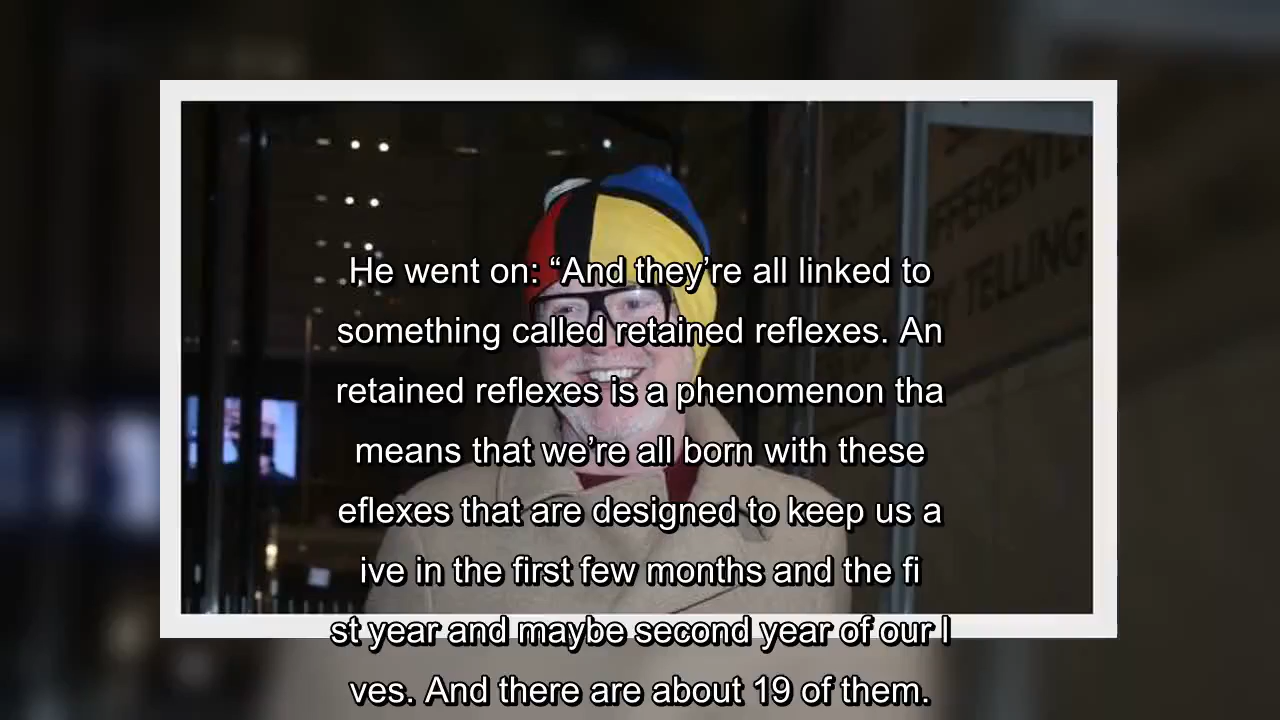 He went on: “And they’re all linked to
something called retained reflexes. An
retained reflexes is a phenomenon tha
means that we’re all born with these
eflexes that are designed to keep us a
ive in the first few months and the fi
st year and maybe second year of our l
ves. And there are about 19 of them.
FFERENTE
BY TELLING